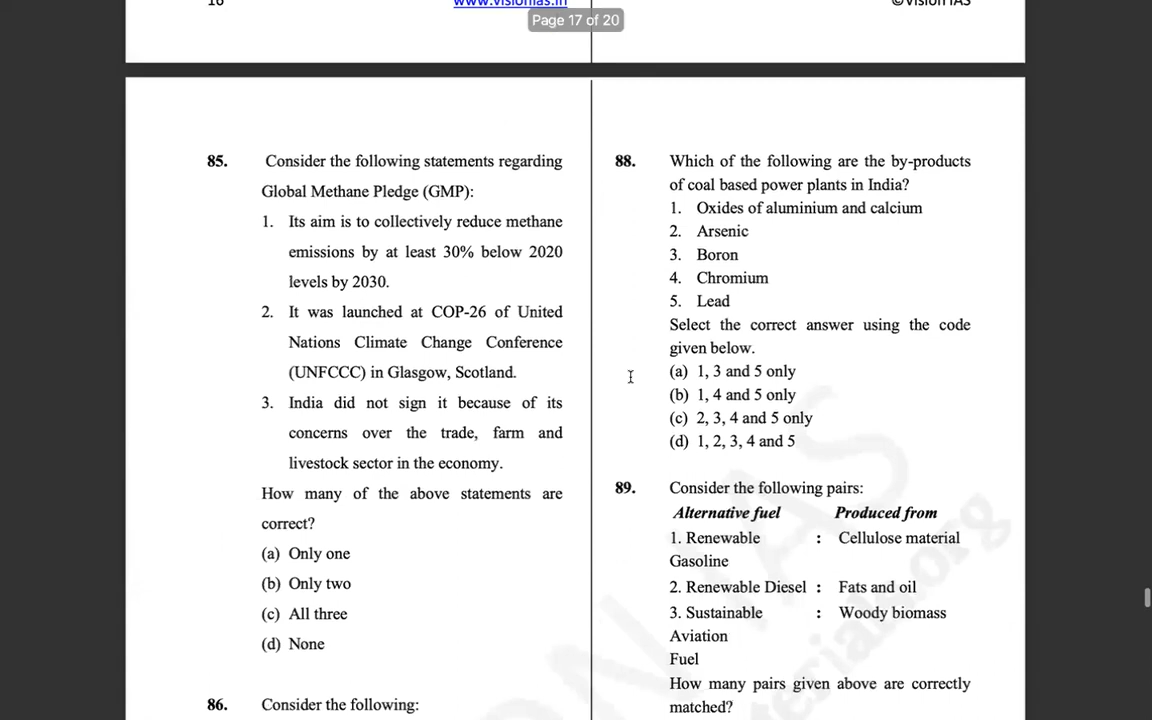 16
www.visionias.in
©Vision IAS
Page 17 of 20
85. Consider the following statements regarding
Global Methane Pledge (GMP):
1. Its aim is to collectively reduce methane
emissions by at least 30% below 2020
levels by 2030.
2. It was launched at COP-26 of United
Nations Climate Change Conference
(UNFCCC) in Glasgow, Scotland.
3. India did not sign it because of its
concerns over the trade, farm and
livestock sector in the economy.
How many of the above statements are
correct?
(a) Only one
(b) Only two
(c) All three
(d) None
86. Consider the following:
88. Which of the following are the by-products
of coal based power plants in India?
1. Oxides of aluminium and calcium
2. Arsenic
3. Boron
4. Chromium
5. Lead
Select the correct answer using the code
given below.
(a) 1, 3 and 5 only
(b) 1, 4 and 5 only
(c) 2, 3, 4 and 5 only
(d) 1, 2, 3, 4 and 5
89. Consider the following pairs:
Alternative fuel Produced from
1. Renewable : Cellulose material
Gasoline
2. Renewable Diesel : Fats and oil
3. Sustainable : Woody biomass
Aviation
Fuel
How many pairs given above are correctly
matched?